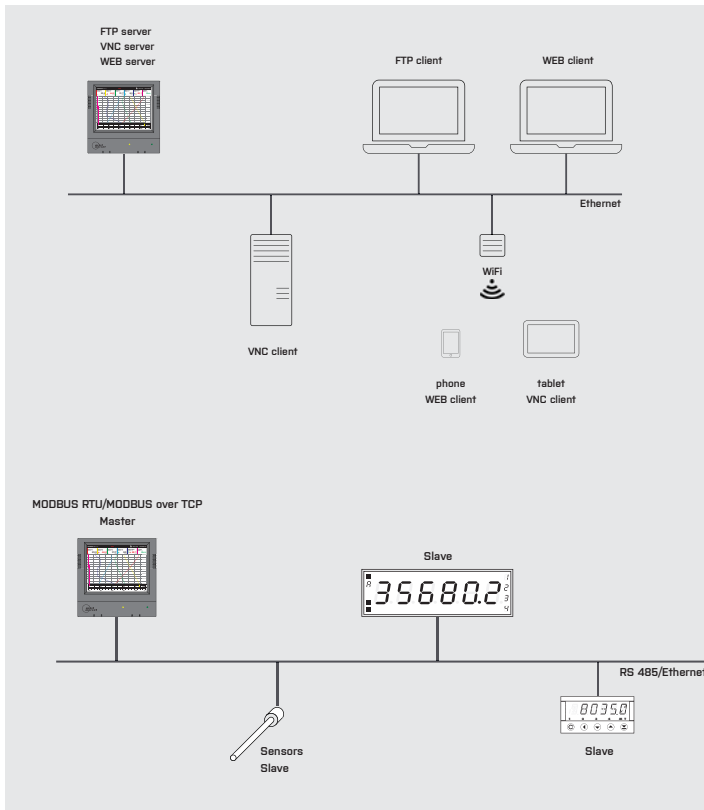 FTP server
VNC server
WEB server
FTP client
WEB client
Ethernet
WiFi
VNC client
phone
WEB client
tablet
VNC client
MODBUS RTU/MODBUS over TCP
Master
Slave
A
35680.2
1
2
3
4
RS 485/Ethernet
8035.0
Sensors
Slave
Slave